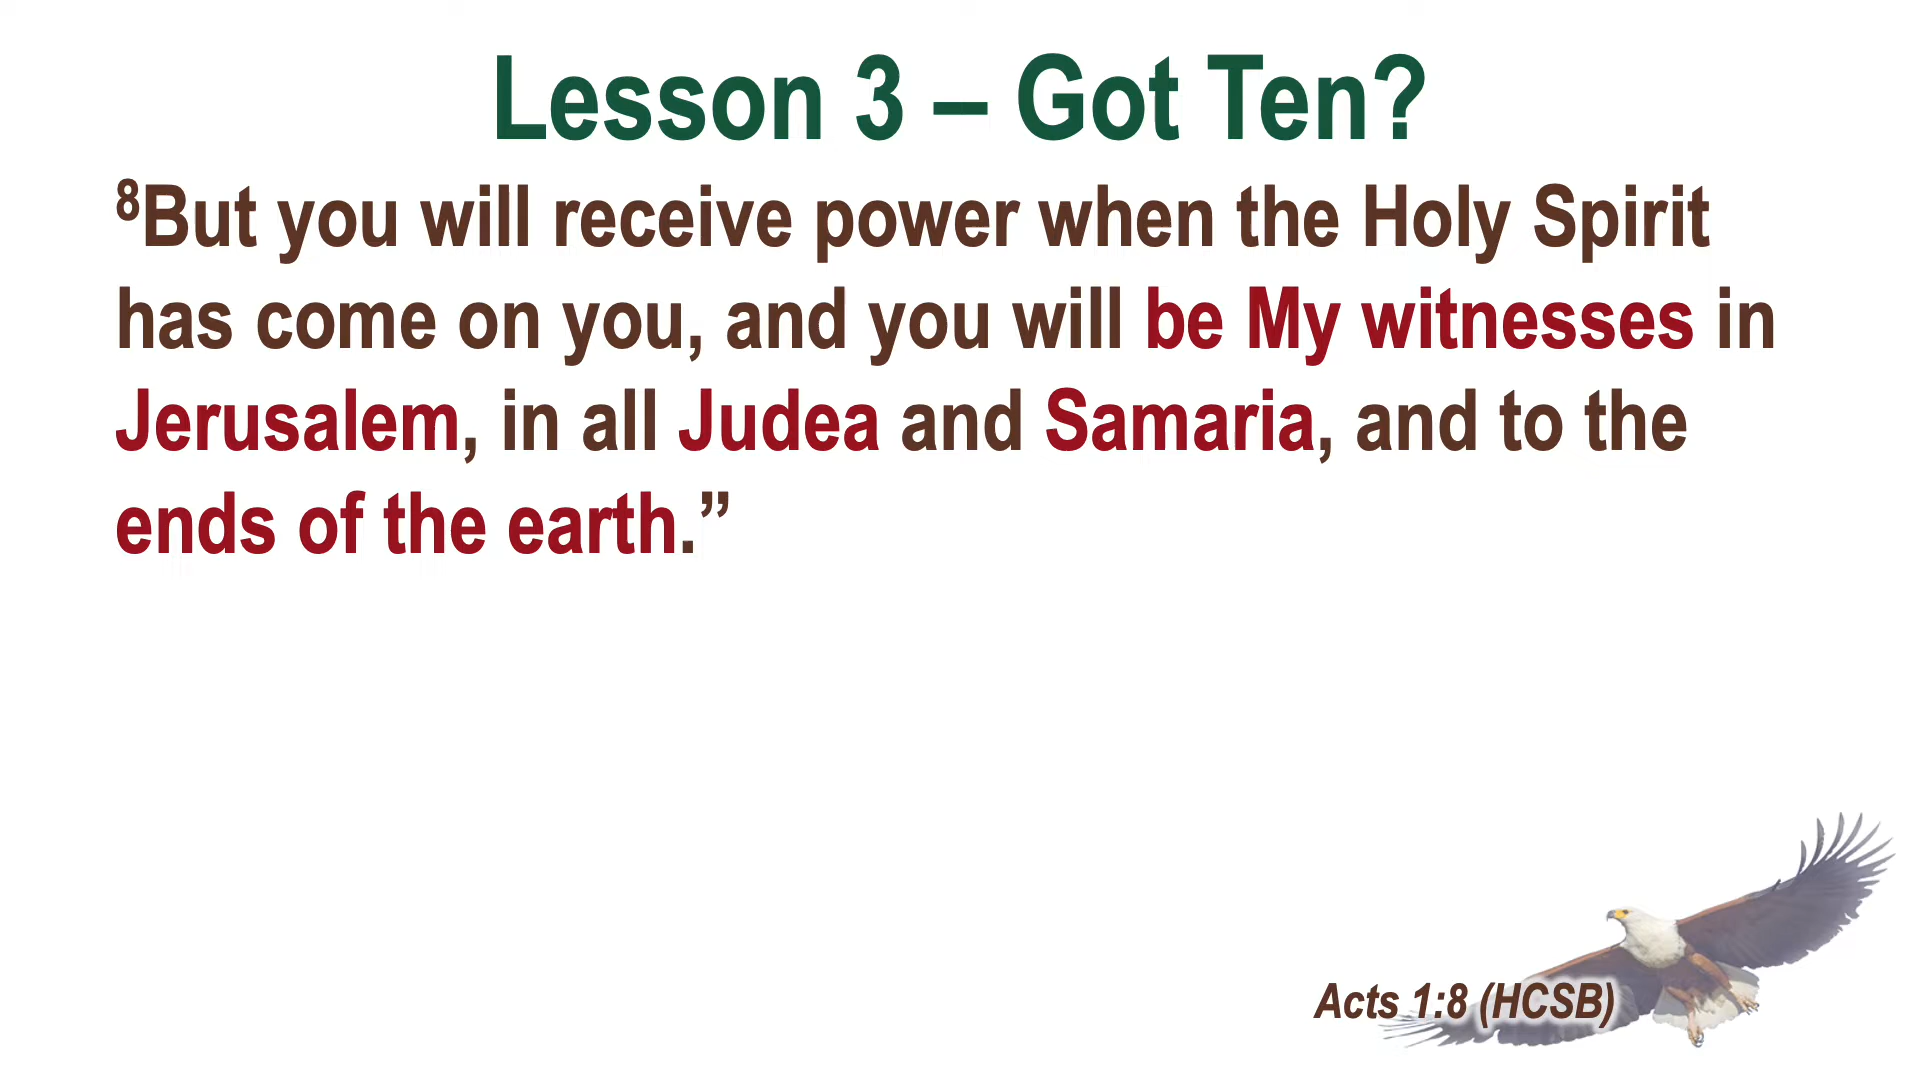 Lesson 3 – Got Ten?
⁸But you will receive power when the Holy Spirit
has come on you, and you will be My witnesses in
Jerusalem, in all Judea and Samaria, and to the
ends of the earth.”
Acts 1:8 (HCSB)